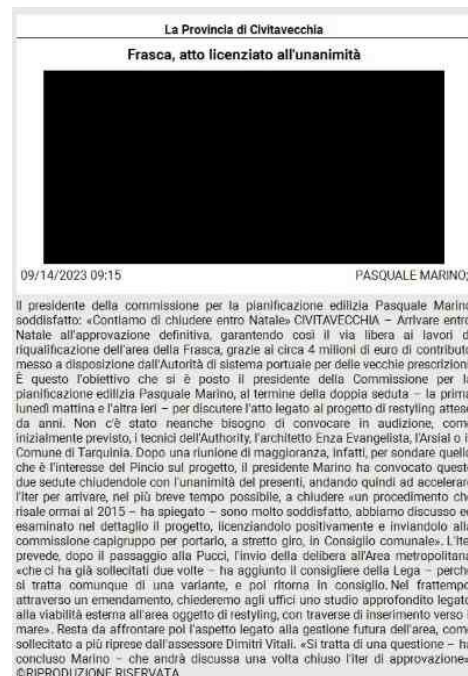 La Provincia di Civitavecchia
Frasca, atto licenziato all'unanimità
09/14/2023 09:15 PASQUALE MARINO;
Il presidente della commissione per la pianificazione edilizia Pasquale Marino
soddisfatto: «Contiamo di chiudere entro Natale» CIVITAVECCHIA – Arrivare entro
Natale all'approvazione definitiva, garantendo così il via libera ai lavori d
riqualificazione dell'area della Frasca, grazie ai circa 4 milioni di euro di contributo
messo a disposizione dall'Autorità di sistema portuale per delle vecchie prescrizioni
È questo l'obiettivo che si è posto il presidente della Commissione per l
pianificazione edilizia Pasquale Marino, al termine della doppia seduta – la prima
lunedì mattina e l'altra ieri – per discutere l'atto legato al progetto di restyling atteso
da anni. Non c'è stato neanche bisogno di convocare in audizione, come
inizialmente previsto, i tecnici dell'Authority, l'architetto Enza Evangelista, l'Arsial o i
Comune di Tarquinia. Dopo una riunione di maggioranza, infatti, per sondare quello
che è l'interesse del Pincio sul progetto, il presidente Marino ha convocato queste
due sedute chiudendole con l'unanimità dei presenti, andando quindi ad accelerare
l'iter per arrivare, nel più breve tempo possibile, a chiudere «un procedimento che
risale ormai al 2015 – ha spiegato – sono molto soddisfatto, abbiamo discusso ed
esaminato nel dettaglio il progetto, licenziandolo positivamente e inviandolo alla
commissione capigruppo per portarlo, a stretto giro, in Consiglio comunale». L'iter
prevede, dopo il passaggio alla Pucci, l'invio della delibera all'Area metropolitana
«che ci ha già sollecitati due volte – ha aggiunto il consigliere della Lega – perché
si tratta comunque di una variante, e poi ritorna in consiglio. Nel frattempo
attraverso un emendamento, chiederemo agli uffici uno studio approfondito legato
alla viabilità esterna all'area oggetto di restyling, con traverse di inserimento verso i
mare». Resta da affrontare poi l'aspetto legato alla gestione futura dell'area, come
sollecitato a più riprese dall'assessore Dimitri Vitali. «Si tratta di una questione – ha
concluso Marino – che andrà discussa una volta chiuso l'iter di approvazione»
©RIPRODUZIONE RISERVATA